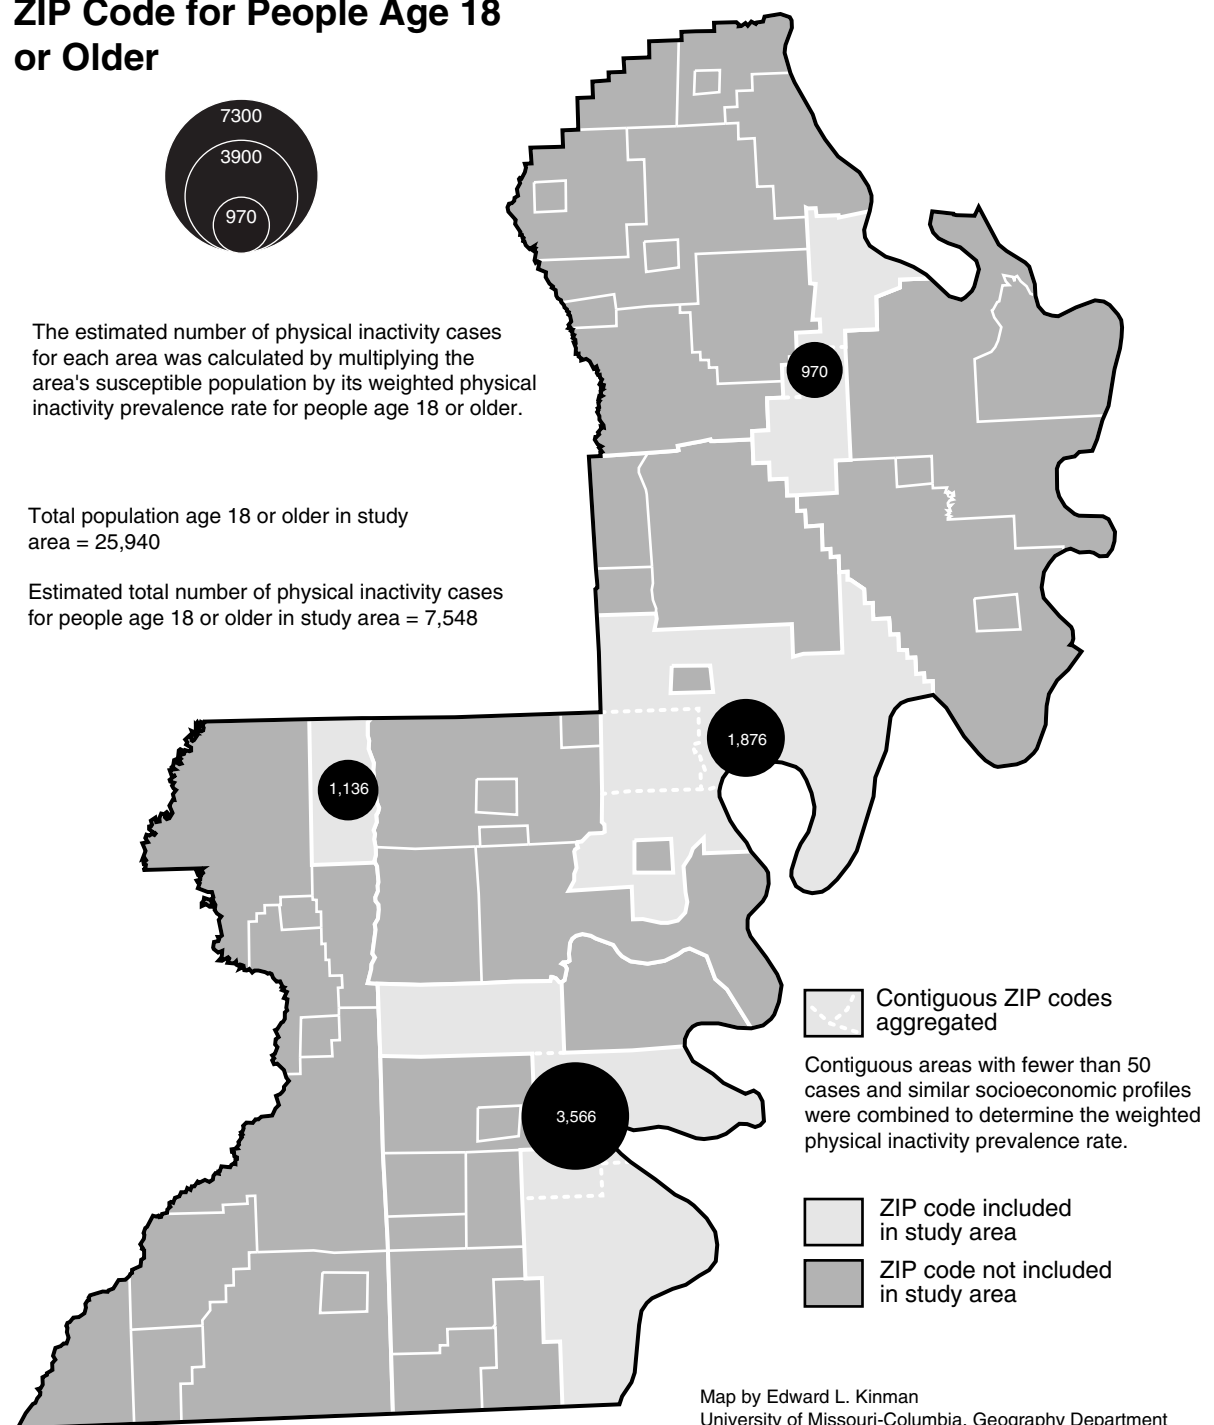 ZIP Code for People Age 18
or Older
7300
3900
970
The estimated number of physical inactivity cases
for each area was calculated by multiplying the
area's susceptible population by its weighted physical
inactivity prevalence rate for people age 18 or older.
970
Total population age 18 or older in study
area = 25,940
Estimated total number of physical inactivity cases
for people age 18 or older in study area = 7,548
1,876
1,136
3,566
Contiguous ZIP codes
aggregated
Contiguous areas with fewer than 50
cases and similar socioeconomic profiles
were combined to determine the weighted
physical inactivity prevalence rate.
ZIP code included
in study area
ZIP code not included
in study area
Map by Edward L. Kinman
University of Missouri-Columbia, Geography Department